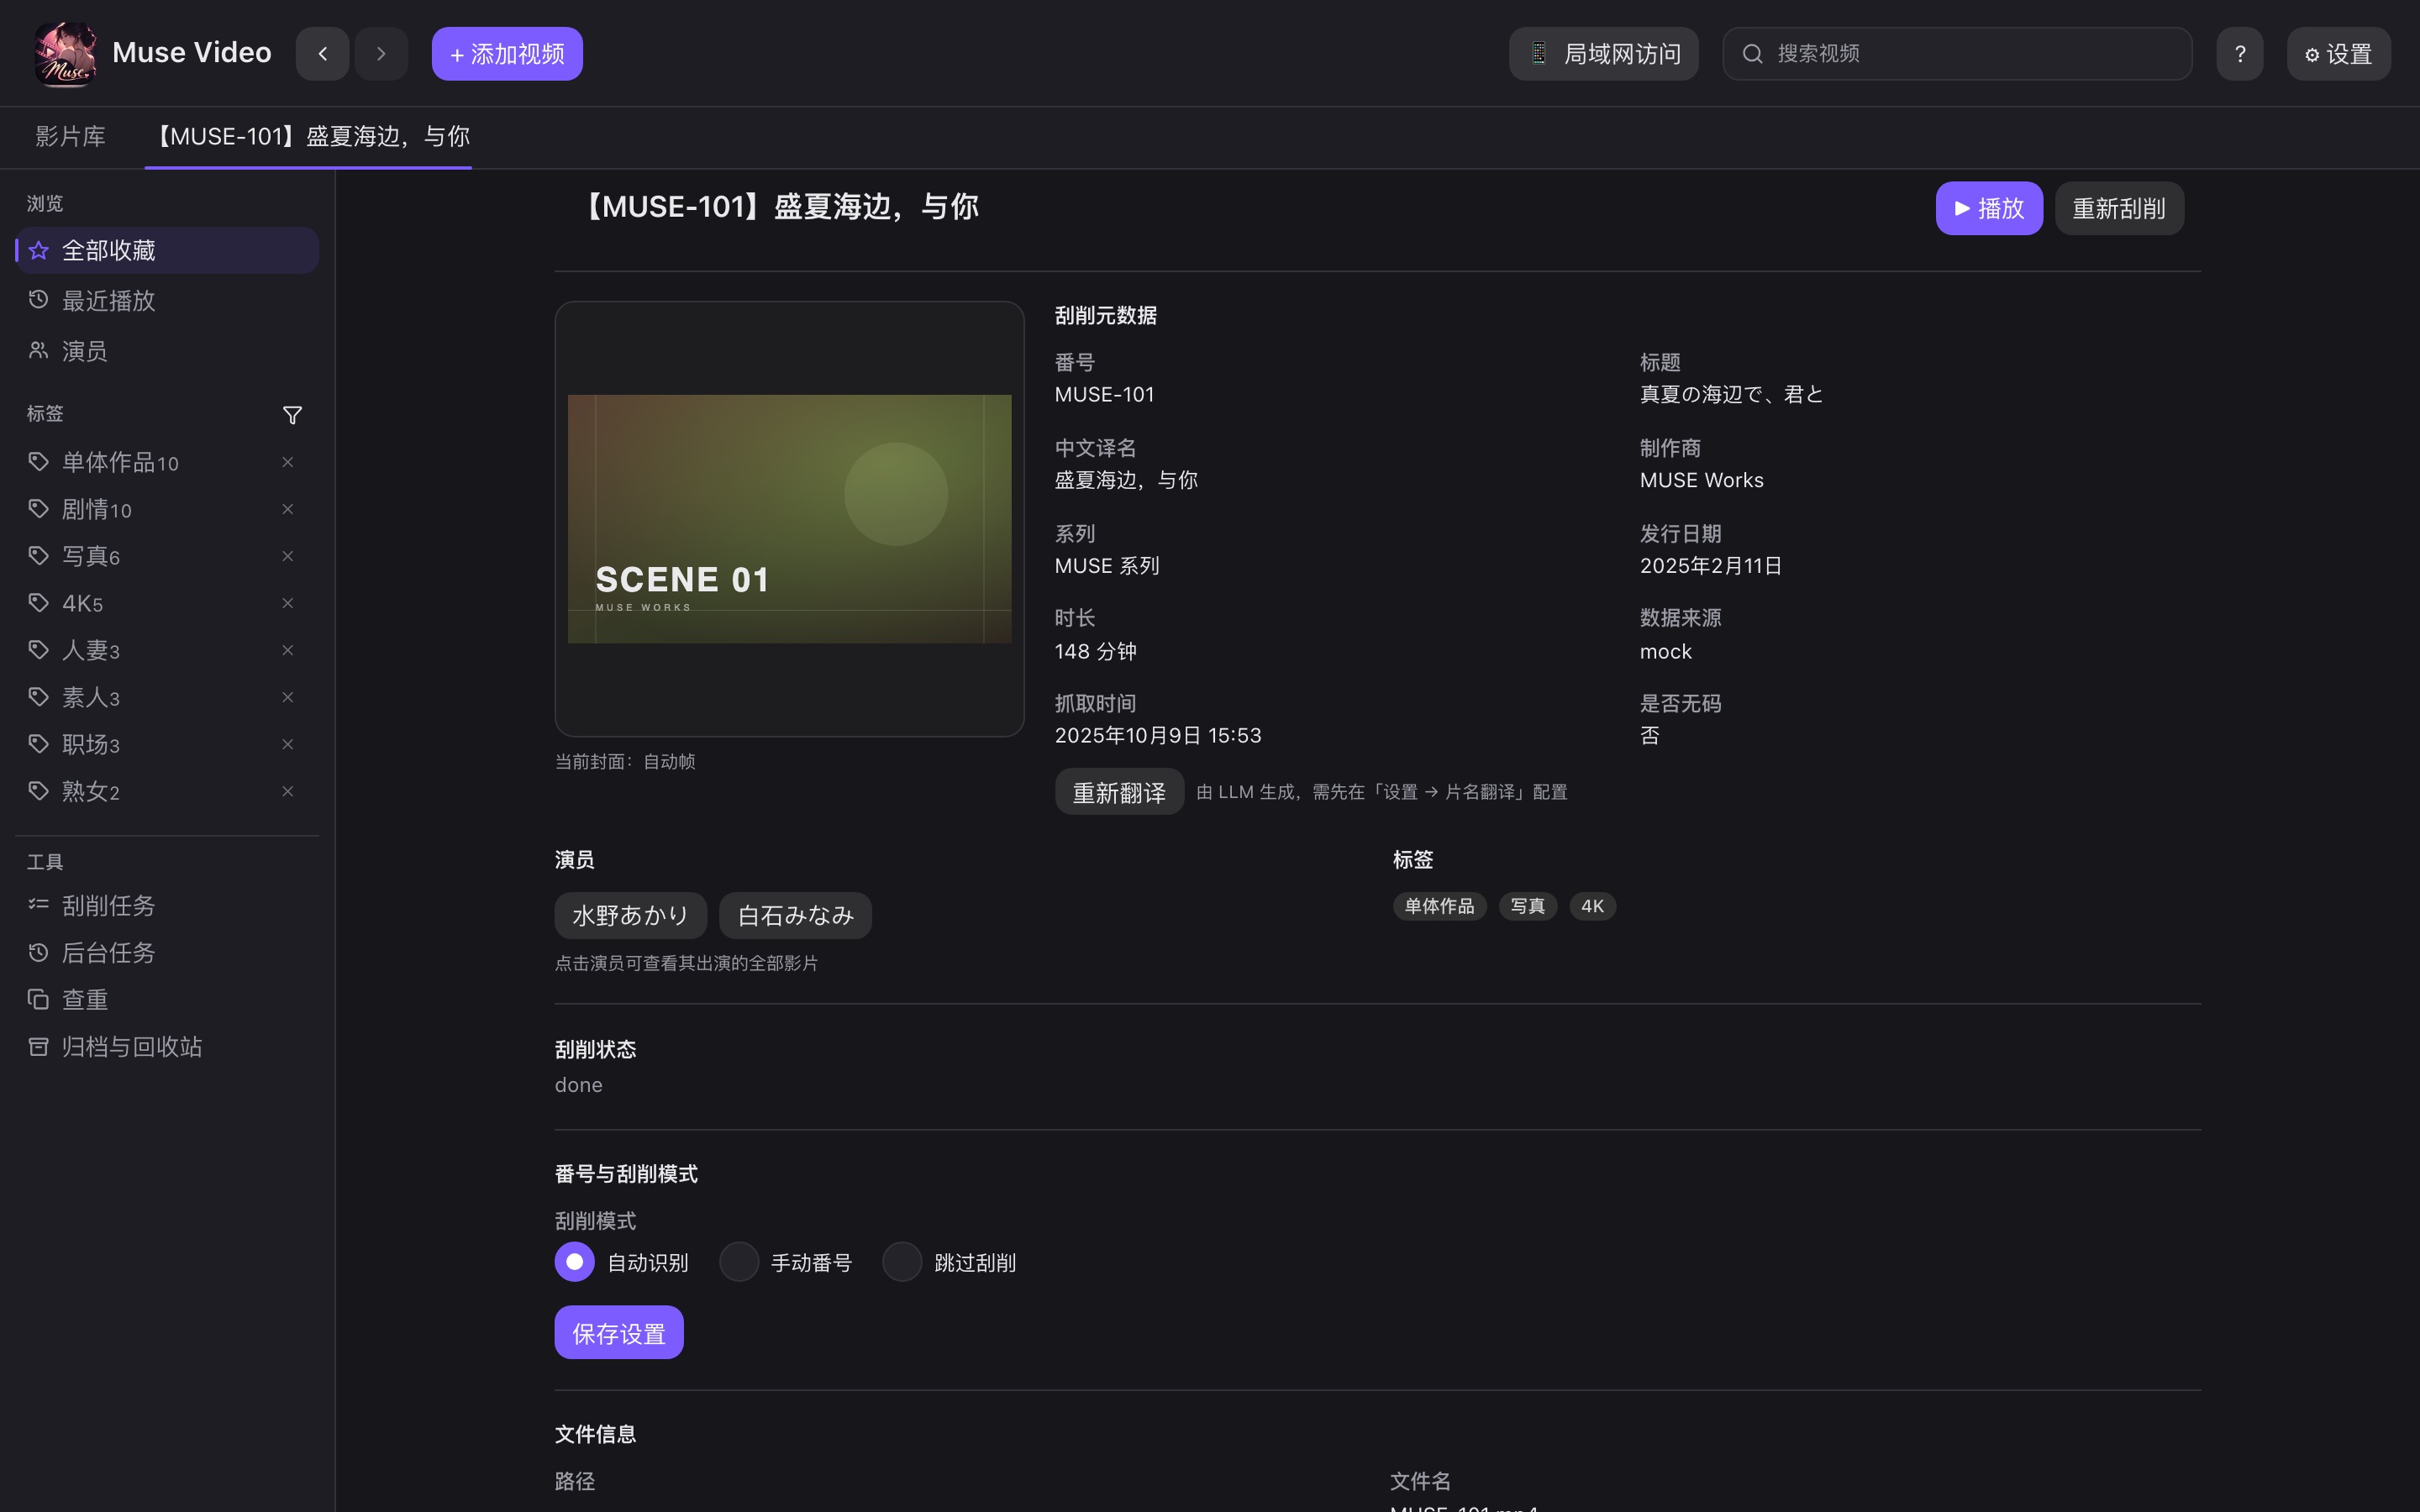 Muse
Muse Video
+ 添加视频
局域网访问
搜索视频
?
设置
影片库
【MUSE-101】盛夏海边，与你
浏览
全部收藏
最近播放
演员
标签
单体作品10
剧情10
写真6
4K5
人妻3
素人3
职场3
熟女2
工具
刮削任务
后台任务
查重
归档与回收站
【MUSE-101】盛夏海边，与你
播放
重新刮削
SCENE 01
MUSE WORKS
当前封面：自动帧
刮削元数据
番号
MUSE-101
标题
真夏の海辺で、君と
中文译名
盛夏海边，与你
制作商
MUSE Works
系列
MUSE 系列
发行日期
2025年2月11日
时长
148 分钟
数据来源
mock
抓取时间
2025年10月9日 15:53
是否无码
否
重新翻译
由 LLM 生成，需先在「设置 → 片名翻译」配置
演员
水野あかり
白石みなみ
点击演员可查看其出演的全部影片
标签
单体作品
写真
4K
刮削状态
done
番号与刮削模式
刮削模式
自动识别
手动番号
跳过刮削
保存设置
文件信息
路径
文件名
MUSE-101.mp4